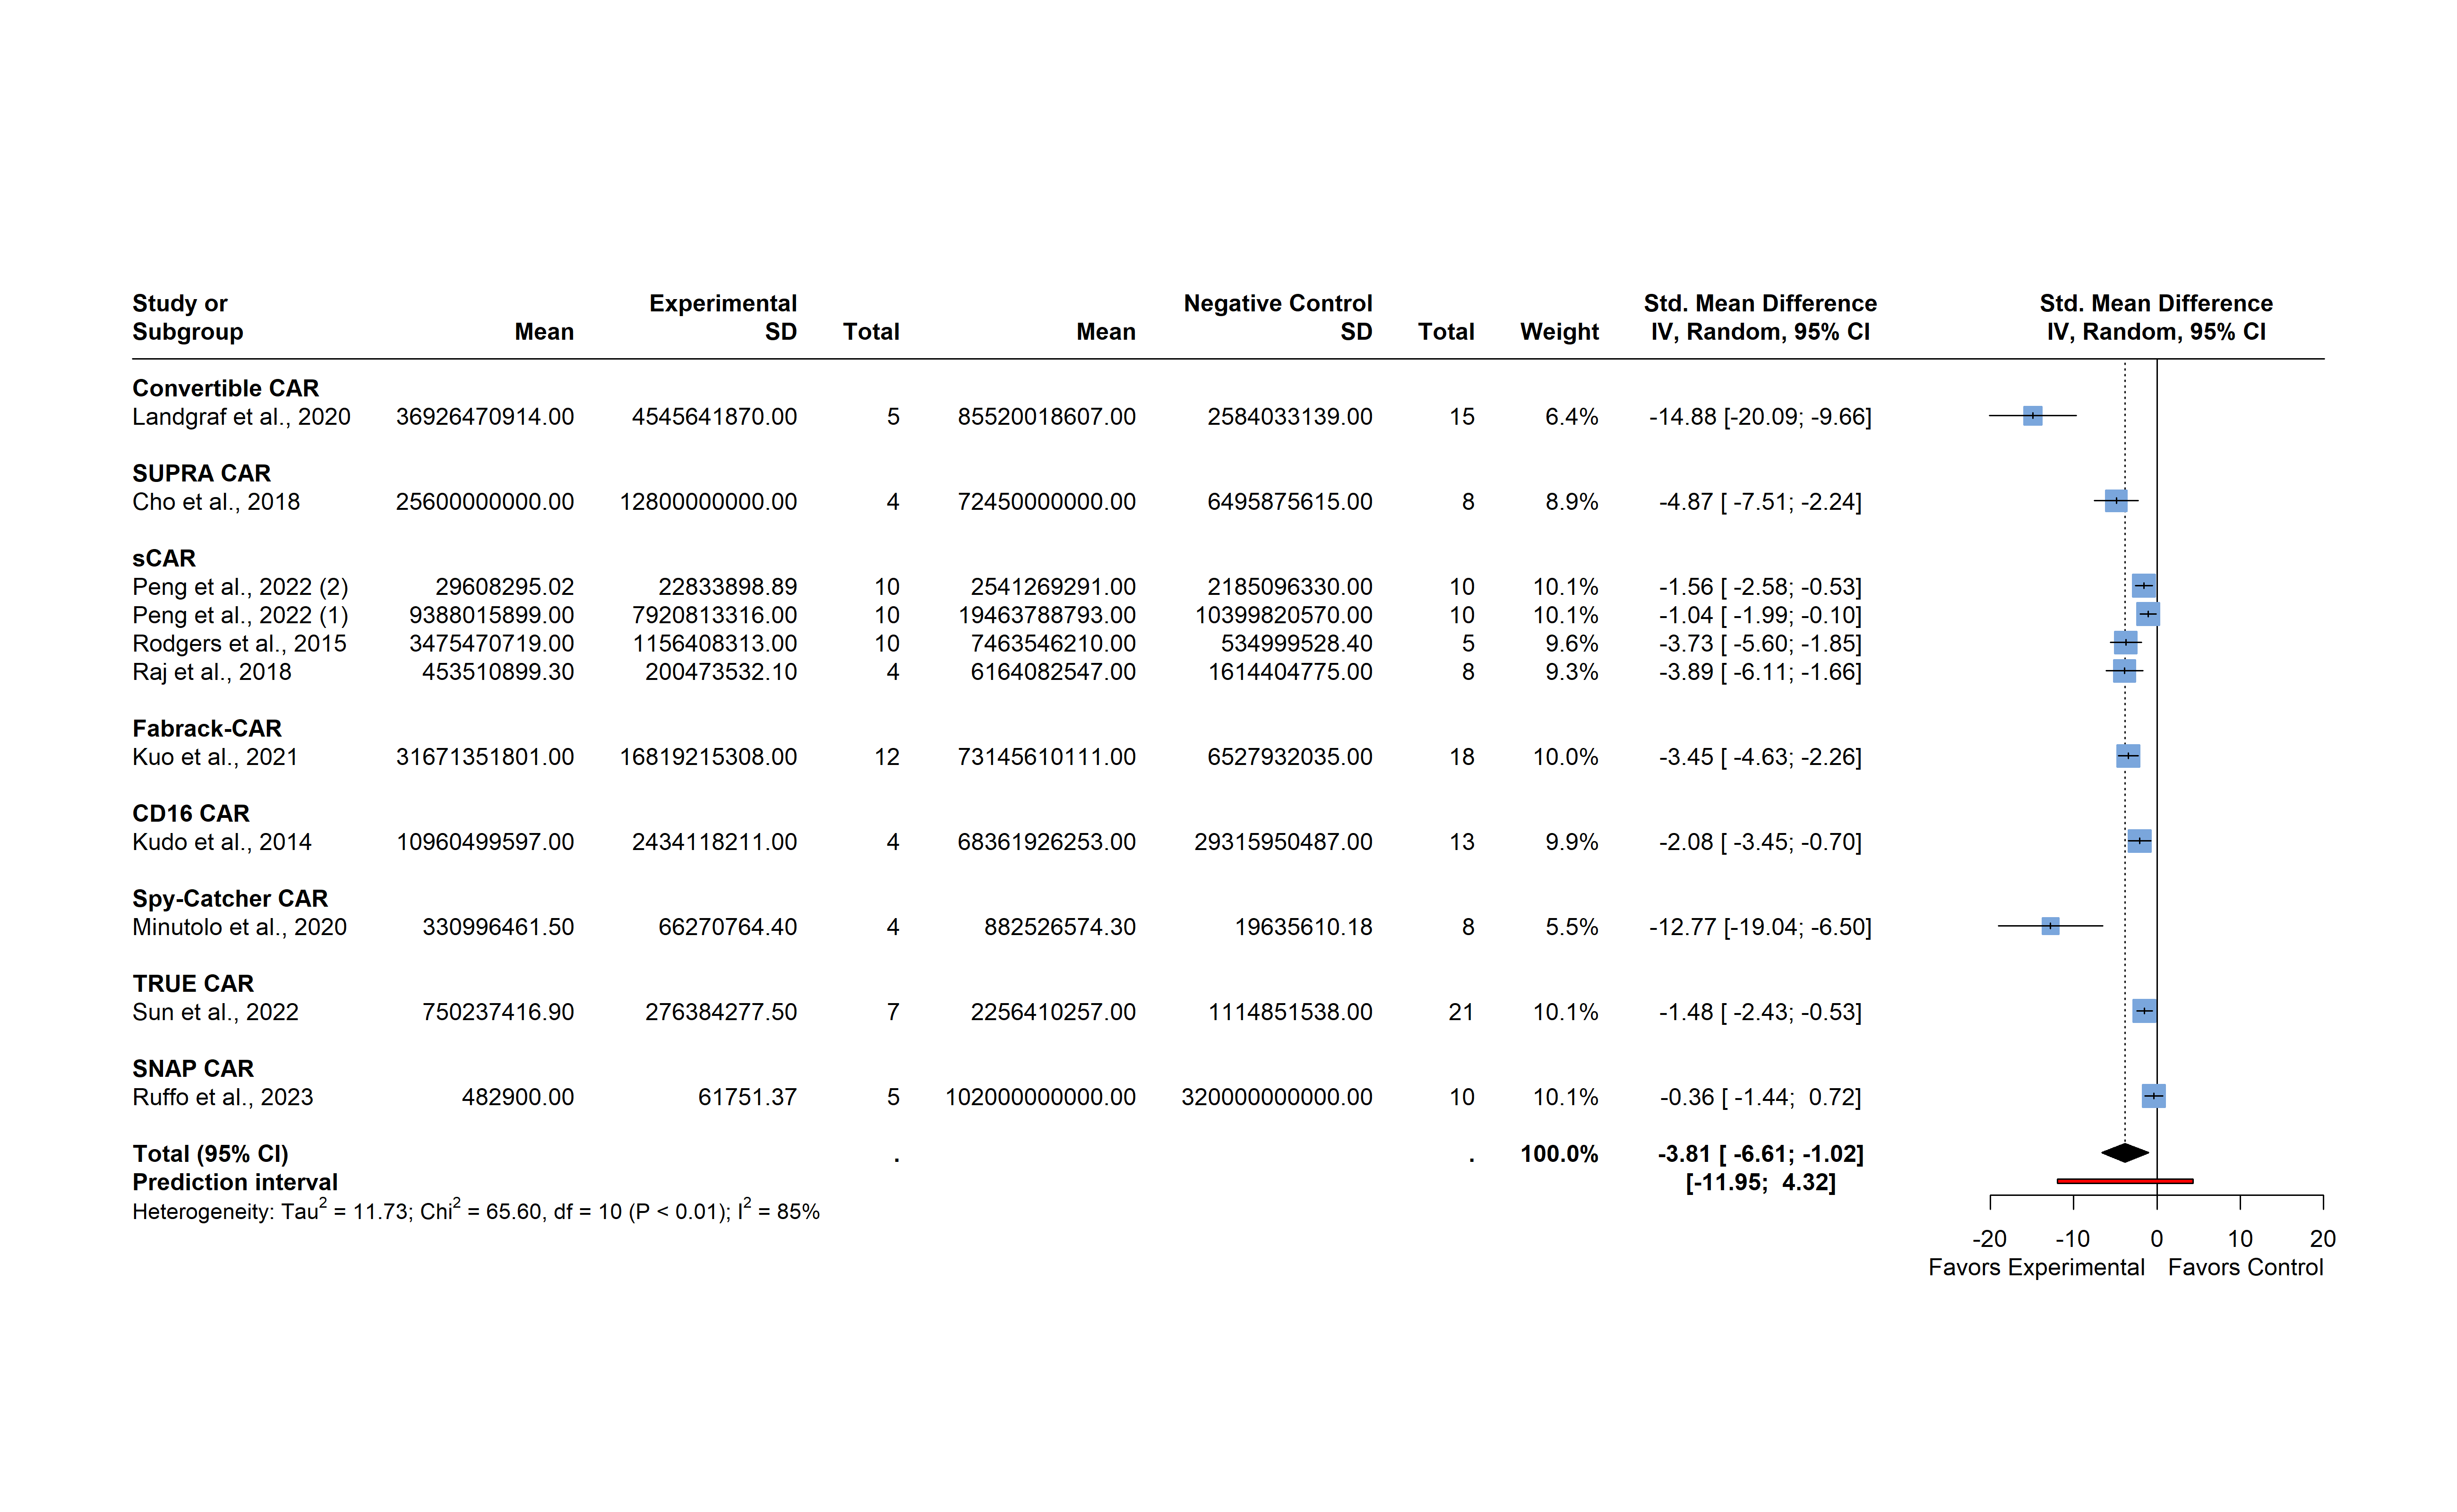 Study or Experimental Negative Control Std. Mean Difference Std. Mean Difference
Subgroup Mean SD Total Mean SD Total Weight IV, Random, 95% CI IV, Random, 95% CI
Convertible CAR
Landgraf et al., 2020 36926470914.00 4545641870.00 5 85520018607.00 2584033139.00 15 6.4% -14.88 [-20.09; -9.66]
SUPRA CAR
Cho et al., 2018 25600000000.00 12800000000.00 4 72450000000.00 6495875615.00 8 8.9% -4.87 [ -7.51; -2.24]
sCAR
Peng et al., 2022 (2) 29608295.02 22833898.89 10 2541269291.00 2185096330.00 10 10.1% -1.56 [ -2.58; -0.53]
Peng et al., 2022 (1) 9388015899.00 7920813316.00 10 19463788793.00 10399820570.00 10 10.1% -1.04 [ -1.99; -0.10]
Rodgers et al., 2015 3475470719.00 1156408313.00 10 7463546210.00 534999528.40 5 9.6% -3.73 [ -5.60; -1.85]
Raj et al., 2018 453510899.30 200473532.10 4 6164082547.00 1614404775.00 8 9.3% -3.89 [ -6.11; -1.66]
Fabrack-CAR
Kuo et al., 2021 31671351801.00 16819215308.00 12 73145610111.00 6527932035.00 18 10.0% -3.45 [ -4.63; -2.26]
CD16 CAR
Kudo et al., 2014 10960499597.00 2434118211.00 4 68361926253.00 29315950487.00 13 9.9% -2.08 [ -3.45; -0.70]
Spy-Catcher CAR
Minutolo et al., 2020 330996461.50 66270764.40 4 882526574.30 19635610.18 8 5.5% -12.77 [-19.04; -6.50]
TRUE CAR
Sun et al., 2022 750237416.90 276384277.50 7 2256410257.00 1114851538.00 21 10.1% -1.48 [ -2.43; -0.53]
SNAP CAR
Ruffo et al., 2023 482900.00 61751.37 5 102000000000.00 320000000000.00 10 10.1% -0.36 [ -1.44; 0.72]
Total (95% CI) . . 100.0% -3.81 [ -6.61; -1.02]
Prediction interval [-11.95; 4.32]
Heterogeneity: Tau² = 11.73; Chi² = 65.60, df = 10 (P < 0.01); I² = 85%
-20 -10 0 10 20
Favors Experimental Favors Control